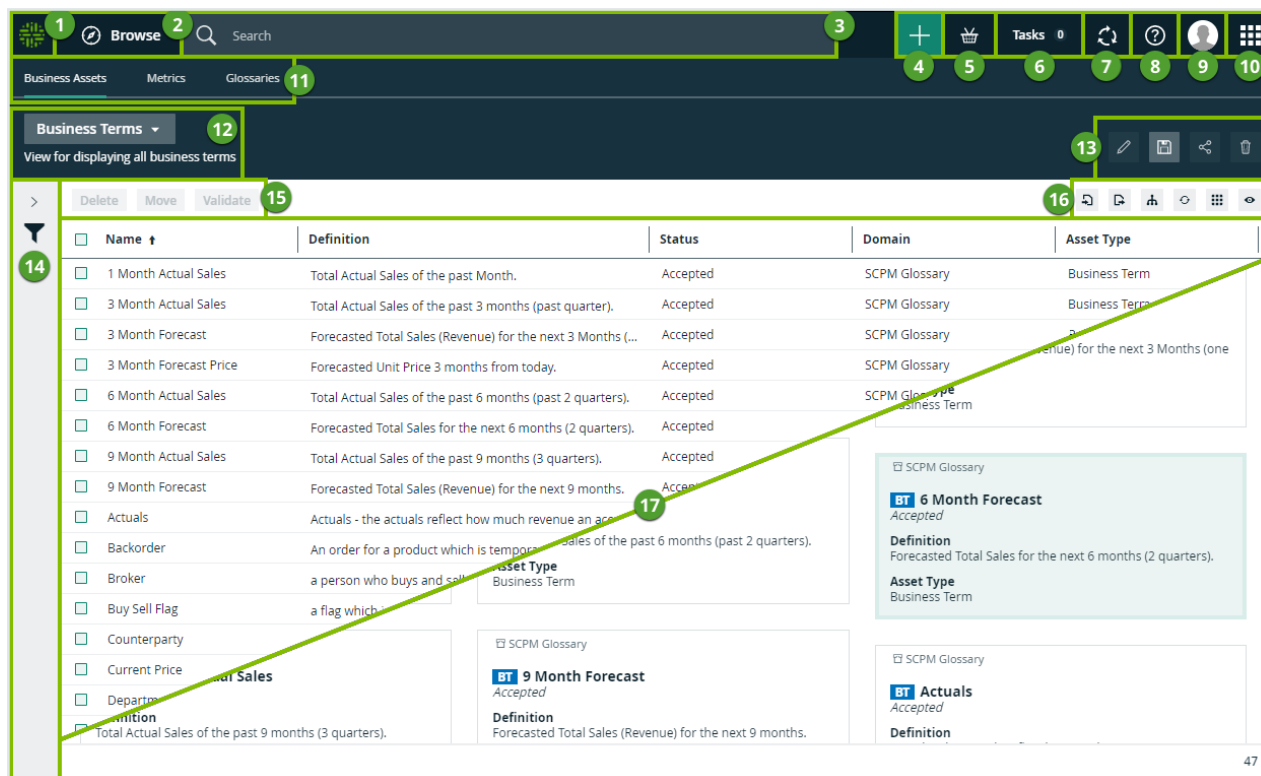 1 Browse 2 Search 3 Tasks 0
4 5 6 7 8 9 10
Business Assets Metrics Glossaries 11
Business Terms 12
View for displaying all business terms
13
Delete Move Validate 15 16
14
Name Definition Status Domain Asset Type
1 Month Actual Sales Total Actual Sales of the past Month. Accepted SCPM Glossary Business Term
3 Month Actual Sales Total Actual Sales of the past 3 months (past quarter). Accepted SCPM Glossary Business Term
3 Month Forecast Forecasted Total Sales (Revenue) for the next 3 Months (... Accepted SCPM Glossary
for the next 3 Months (one
3 Month Forecast Price Forecasted Unit Price 3 months from today. Accepted SCPM Glossary
6 Month Actual Sales Total Actual Sales of the past 6 months (past 2 quarters). Accepted SCPM
Business Term
6 Month Forecast Forecasted Total Sales for the next 6 months (2 quarters). Accepted
9 Month Actual Sales Total Actual Sales of the past 9 months (3 quarters). Accepted
9 Month Forecast Forecasted Total Sales (Revenue) for the next 9 months.
17
Actuals Actuals - the actuals reflect how much revenue an
Backorder An order for a product which is
Broker a person who buys and
Buy Sell Flag a flag which
Counterparty
Current Price
Sales of the past 6 months (past 2 quarters).
Asset Type
Business Term
SCPM Glossary
BT 6 Month Forecast
Accepted
Definition
Forecasted Total Sales for the next 6 months (2 quarters).
Asset Type
Business Term
Sales
Total Actual Sales of the past 9 months (3 quarters).
SCPM Glossary
BT 9 Month Forecast
Accepted
Definition
Forecasted Total Sales (Revenue) for the next 9 months.
SCPM Glossary
BT Actuals
Accepted
Definition
47